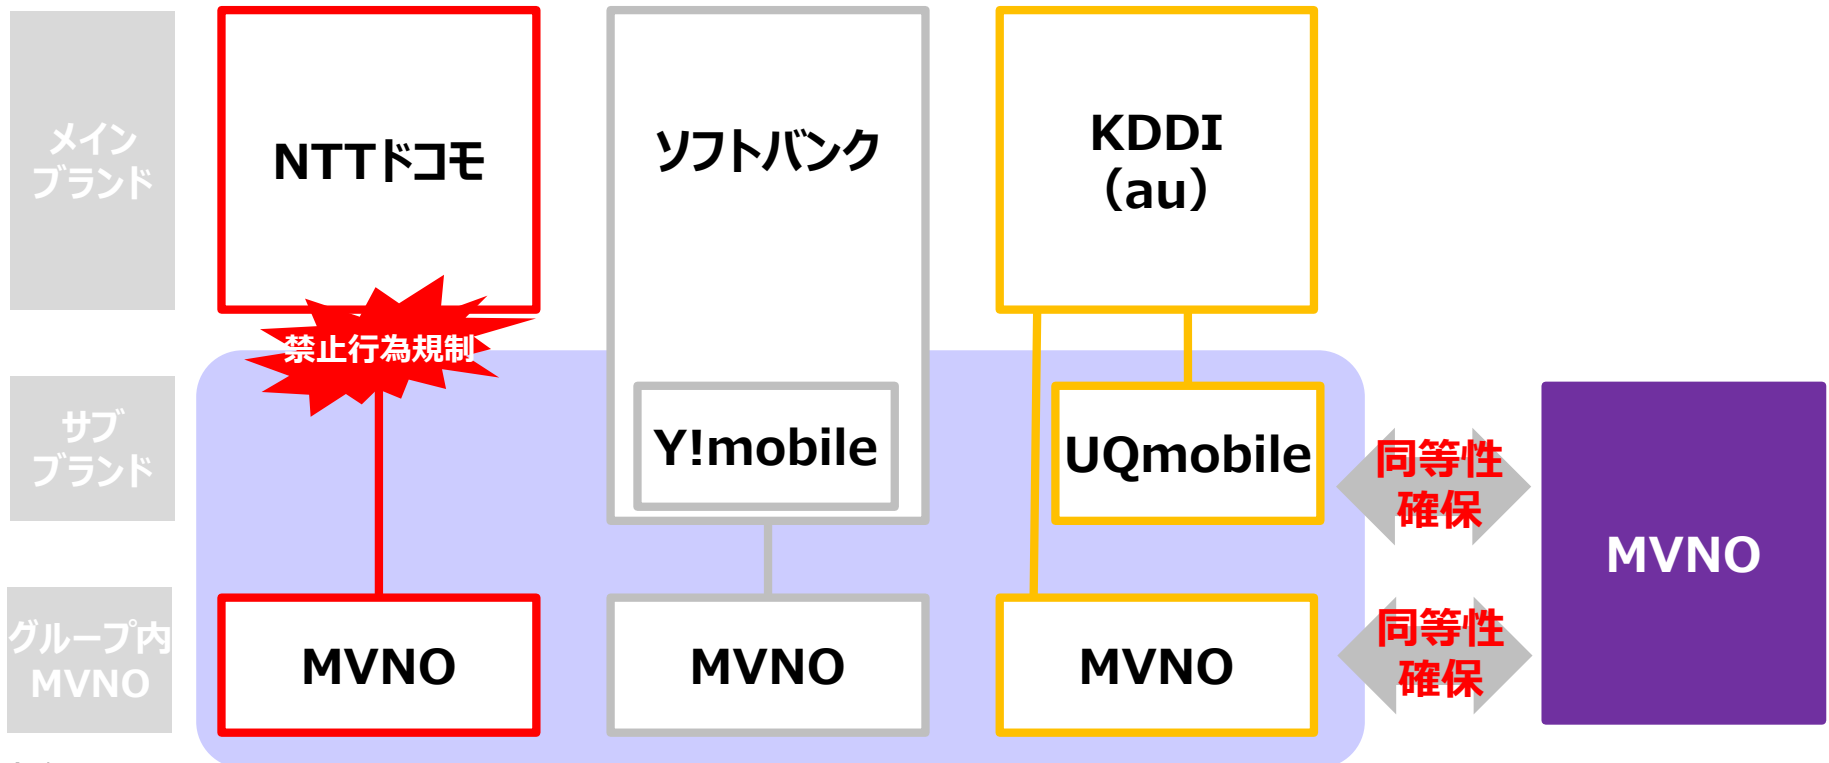 メイン
ブランド
NTTドコモ
ソフトバンク
KDDI
（au）
禁止行為規制
サブ
ブランド
Y!mobile
UQmobile
同等性
確保
MVNO
グループ内
MVNO
MVNO
MVNO
MVNO
同等性
確保